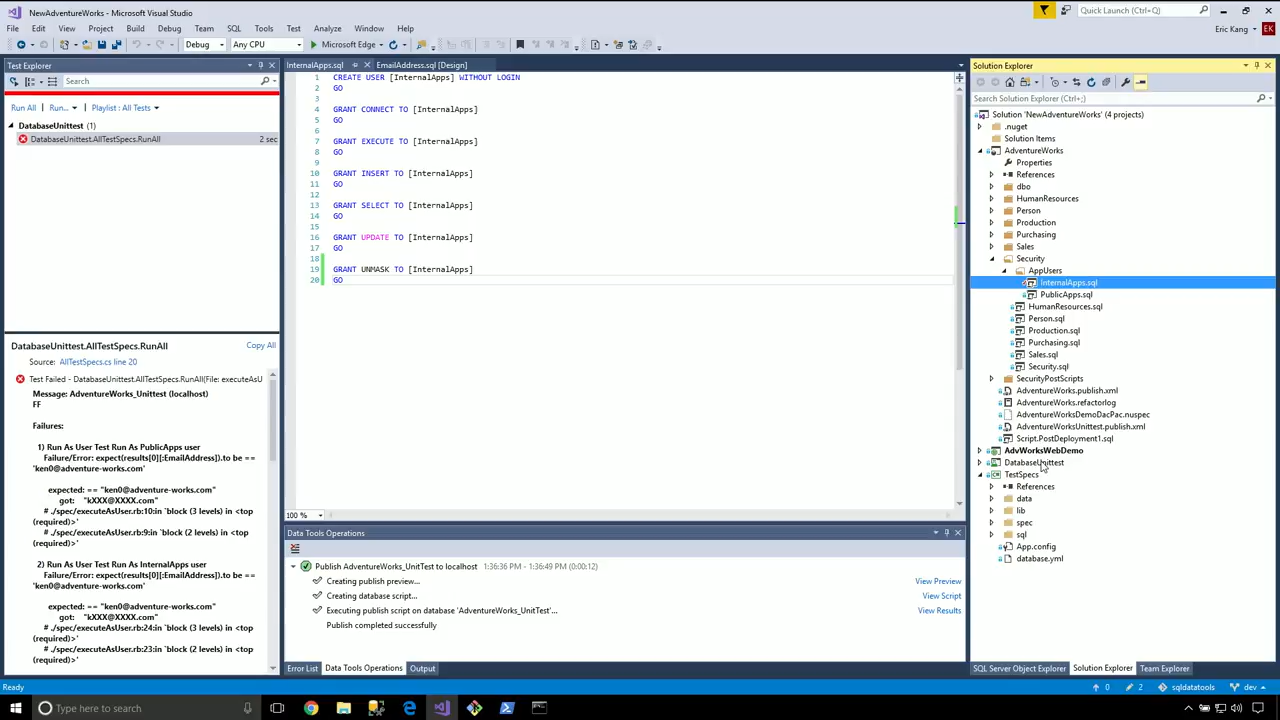 NewAdventureWorks - Microsoft Visual Studio
Quick Launch (Ctrl+;)
File Edit View Project Build Debug Team SQL Tools Test Analyze Window Help
Eric Kang EK
Debug Any CPU Microsoft Edge
Test Explorer
Search
Run All Run... Playlist : All Tests
DatabaseUnittest (1)
DatabaseUnittest.AllTestSpecs.RunAll 2 sec
DatabaseUnittest.AllTestSpecs.RunAll Copy All
Source: AllTestSpecs.cs line 20
Test Failed - DatabaseUnittest.AllTestSpecs.RunAll(File: executeAsU
Message: AdventureWorks_Unittest (localhost)
FF
Failures:
1) Run As User Test Run As PublicApps user
Failure/Error: expect(results[0][:EmailAddress]).to be ==
'ken0@adventure-works.com'
expected: == "ken0@adventure-works.com"
got: "kXXX@XXXX.com"
# ./spec/executeAsUser.rb:10:in `block (3 levels) in <top
(required)>'
# ./spec/executeAsUser.rb:9:in `block (2 levels) in <top
(required)>'
2) Run As User Test Run As InternalApps user
Failure/Error: expect(results[0][:EmailAddress]).to be ==
'ken0@adventure-works.com'
expected: == "ken0@adventure-works.com"
got: "kXXX@XXXX.com"
# ./spec/executeAsUser.rb:24:in `block (3 levels) in <top
(required)>'
# ./spec/executeAsUser.rb:23:in `block (2 levels) in <top
(required)>'
InternalApps.sql EmailAddress.sql [Design]
1 CREATE USER [InternalApps] WITHOUT LOGIN
2 GO
3
4 GRANT CONNECT TO [InternalApps]
5 GO
6
7 GRANT EXECUTE TO [InternalApps]
8 GO
9
10 GRANT INSERT TO [InternalApps]
11 GO
12
13 GRANT SELECT TO [InternalApps]
14 GO
15
16 GRANT UPDATE TO [InternalApps]
17 GO
18
19 GRANT UNMASK TO [InternalApps]
20 GO
100 %
Data Tools Operations
Publish AdventureWorks_UnitTest to localhost 1:36:36 PM - 1:36:49 PM (0:00:12)
Creating publish preview... View Preview
Creating database script... View Script
Executing publish script on database 'AdventureWorks_UnitTest'... View Results
Publish completed successfully
Error List Data Tools Operations Output
Solution Explorer
Search Solution Explorer (Ctrl+;)
Solution 'NewAdventureWorks' (4 projects)
.nuget
Solution Items
AdventureWorks
Properties
References
dbo
HumanResources
Person
Production
Purchasing
Sales
Security
AppUsers
InternalApps.sql
PublicApps.sql
HumanResources.sql
Person.sql
Production.sql
Purchasing.sql
Sales.sql
Security.sql
SecurityPostScripts
AdventureWorks.publish.xml
AdventureWorks.refactorlog
AdventureWorksDemoDacPac.nuspec
AdventureWorksUnittest.publish.xml
Script.PostDeployment1.sql
AdvWorksWebDemo
DatabaseUnittest
TestSpecs
References
data
lib
spec
sql
App.config
database.yml
SQL Server Object Explorer Solution Explorer Team Explorer
Ready 0 2 sqldatatools dev
Type here to search 1:37 PM